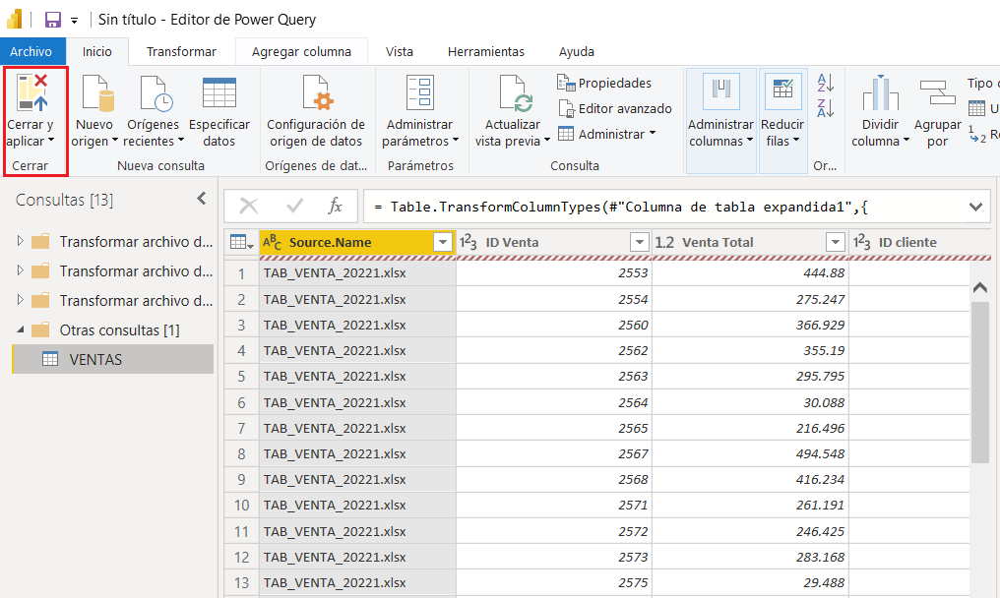 Sin título - Editor de Power Query
Archivo Inicio Transformar Agregar columna Vista Herramientas Ayuda
Cerrar y aplicar
Cerrar
Nuevo origen
Orígenes recientes
Especificar datos
Nueva consulta
Configuración de origen de datos
Orígenes de dat...
Administrar parámetros
Parámetros
Actualizar vista previa
Propiedades
Editor avanzado
Administrar
Consulta
Administrar columnas
Reducir filas
A
Z
Z
A
Or...
Dividir columna
Agrupar por
Tipo
U
1
2
R
Consultas [13]
Transformar archivo d...
Transformar archivo d...
Transformar archivo d...
Otras consultas [1]
VENTAS
fx = Table.TransformColumnTypes(#"Columna de tabla expandida1",{
ABC Source.Name 123 ID Venta 1.2 Venta Total 123 ID cliente
1 TAB_VENTA_20221.xlsx 2553 444.88
2 TAB_VENTA_20221.xlsx 2554 275.247
3 TAB_VENTA_20221.xlsx 2560 366.929
4 TAB_VENTA_20221.xlsx 2562 355.19
5 TAB_VENTA_20221.xlsx 2563 295.795
6 TAB_VENTA_20221.xlsx 2564 30.088
7 TAB_VENTA_20221.xlsx 2565 216.496
8 TAB_VENTA_20221.xlsx 2567 494.548
9 TAB_VENTA_20221.xlsx 2568 416.234
10 TAB_VENTA_20221.xlsx 2571 261.191
11 TAB_VENTA_20221.xlsx 2572 246.425
12 TAB_VENTA_20221.xlsx 2573 283.168
13 TAB_VENTA_20221.xlsx 2575 29.488